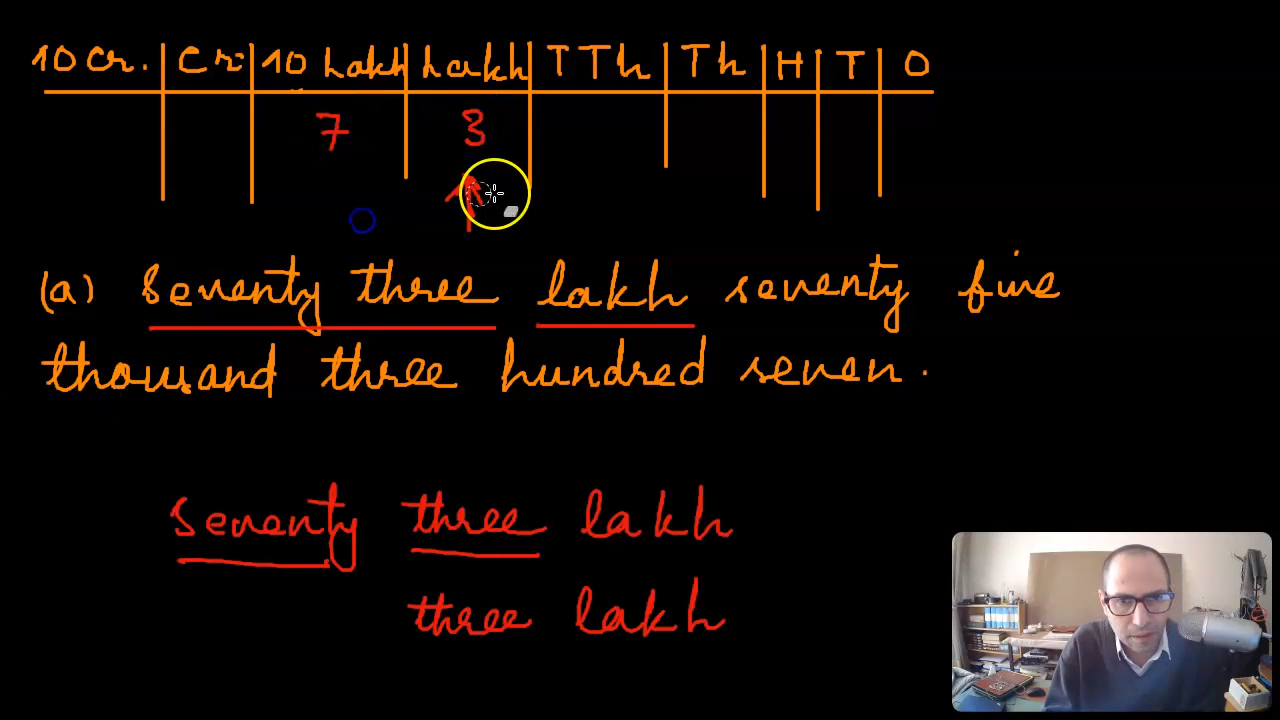 10 Cr. Cr 10 Lakh Lakh TTh Th H T O
7 3
(a) Seventy three lakh seventy five
thousand three hundred seven.
Seventy three lakh
three lakh